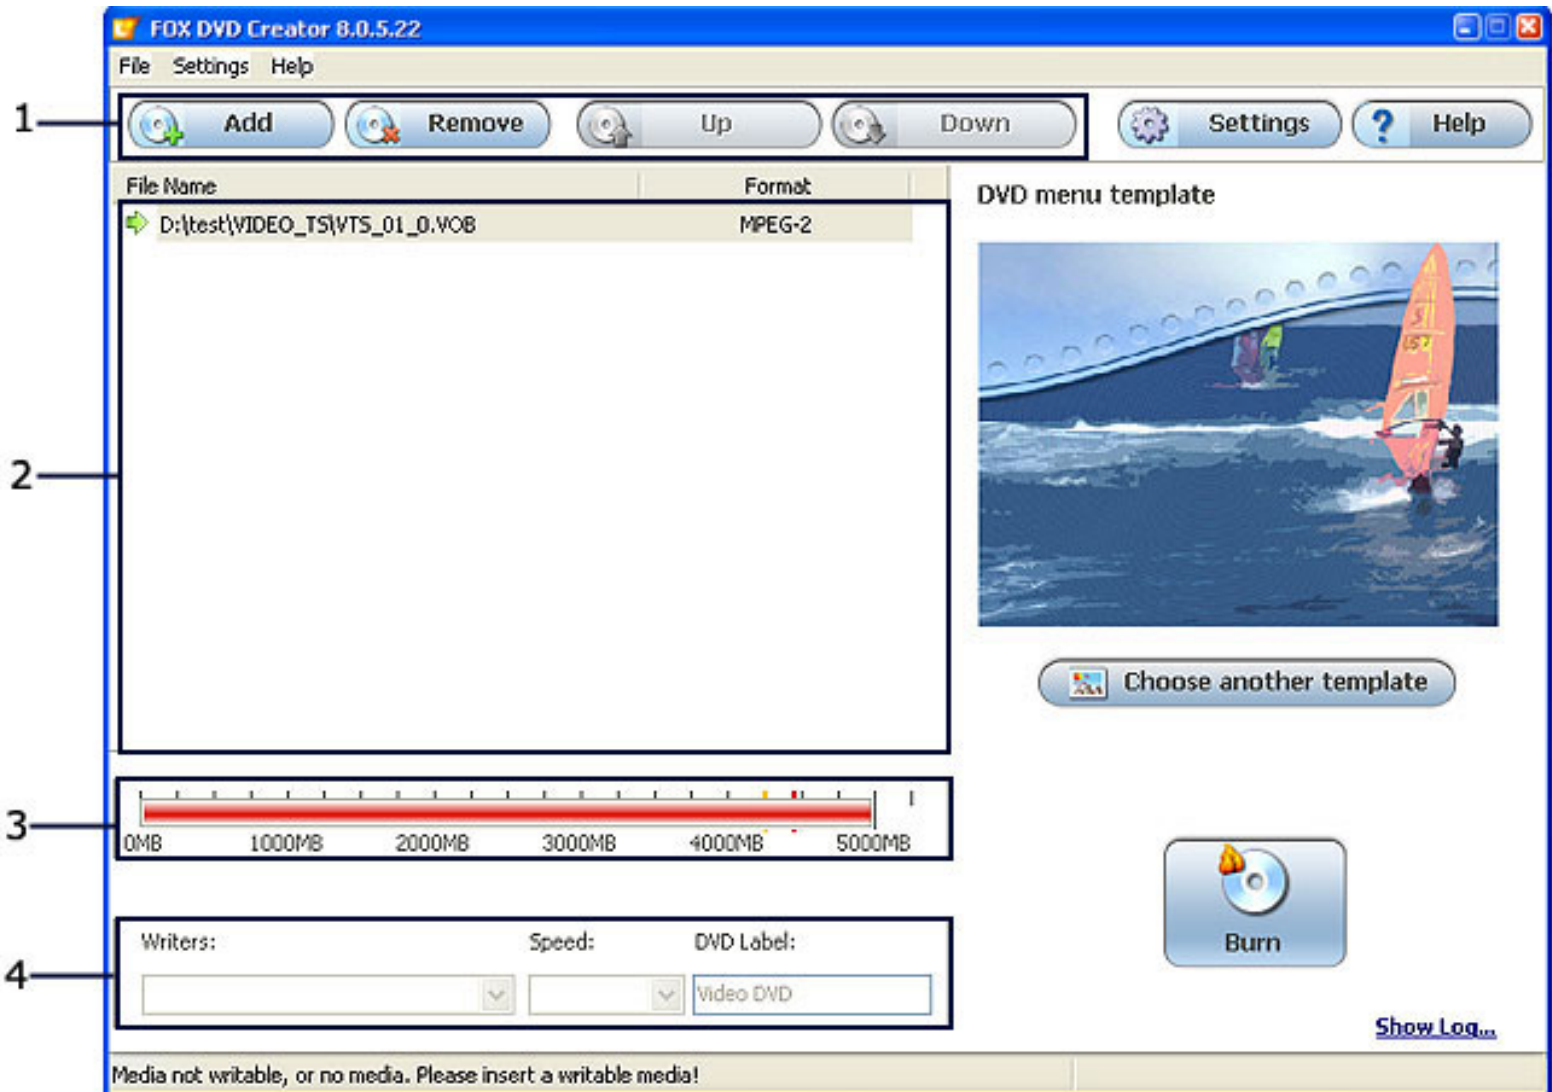 FOX DVD Creator 8.0.5.22
File Settings Help
1
Add Remove Up Down Settings Help
File Name Format
DVD menu template
D:\test\VIDEO_TS\VTS_01_0.VOB MPEG-2
2
Choose another template
3
0MB 1000MB 2000MB 3000MB 4000MB 5000MB
Burn
4
Writers: Speed: DVD Label:
Video DVD
Show Log...
Media not writable, or no media. Please insert a writable media!